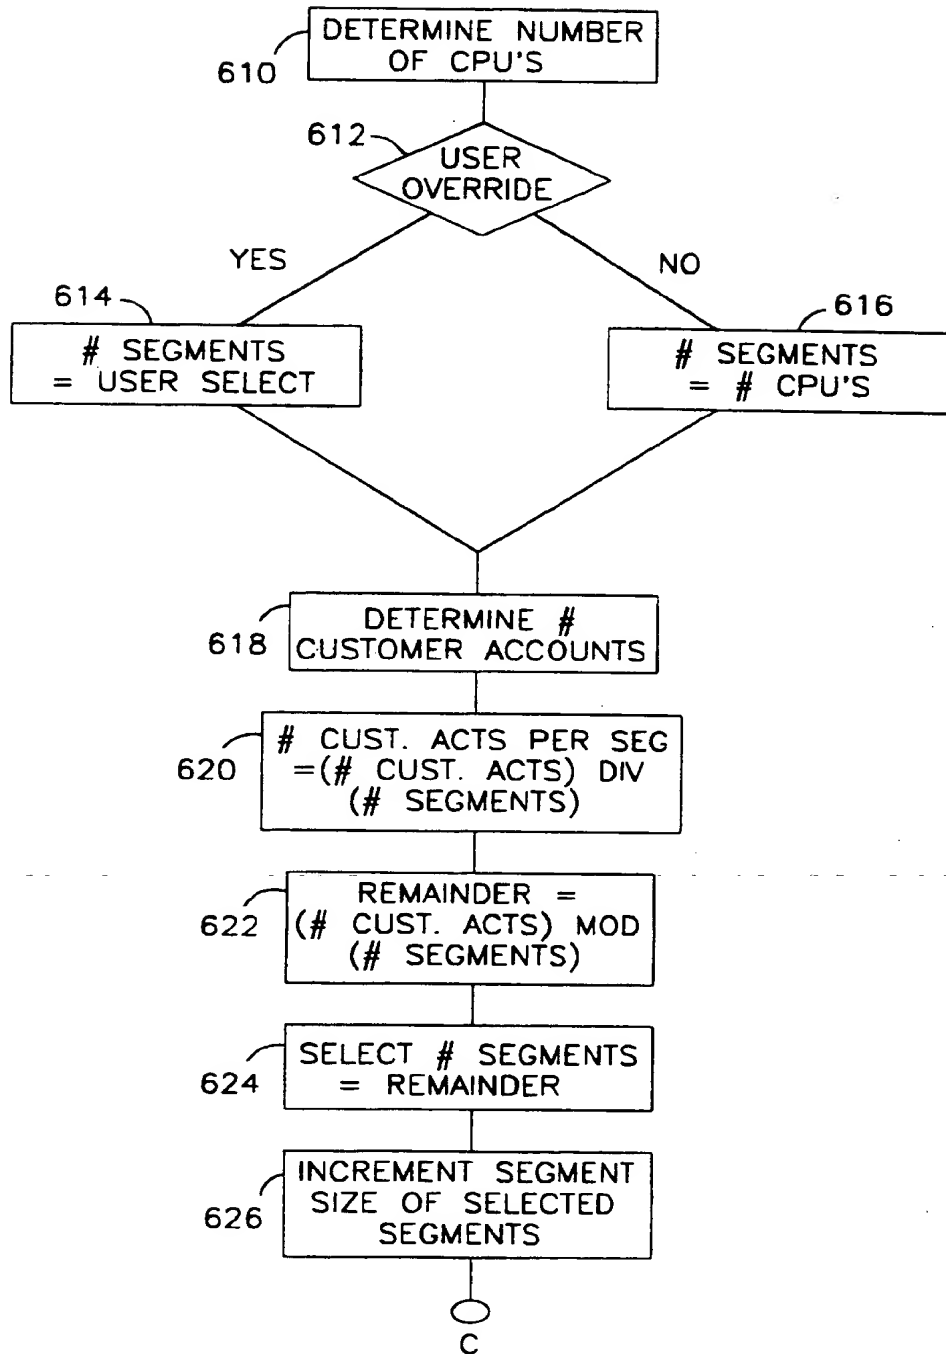 DETERMINE NUMBER
OF CPU'S
610
612
USER
OVERRIDE
YES
NO
614
616
# SEGMENTS
= USER SELECT
# SEGMENTS
= # CPU'S
DETERMINE #
CUSTOMER ACCOUNTS
618
# CUST. ACTS PER SEG
=(# CUST. ACTS) DIV
(# SEGMENTS)
620
REMAINDER =
(# CUST. ACTS) MOD
(# SEGMENTS)
622
SELECT # SEGMENTS
= REMAINDER
624
INCREMENT SEGMENT
SIZE OF SELECTED
SEGMENTS
626
C